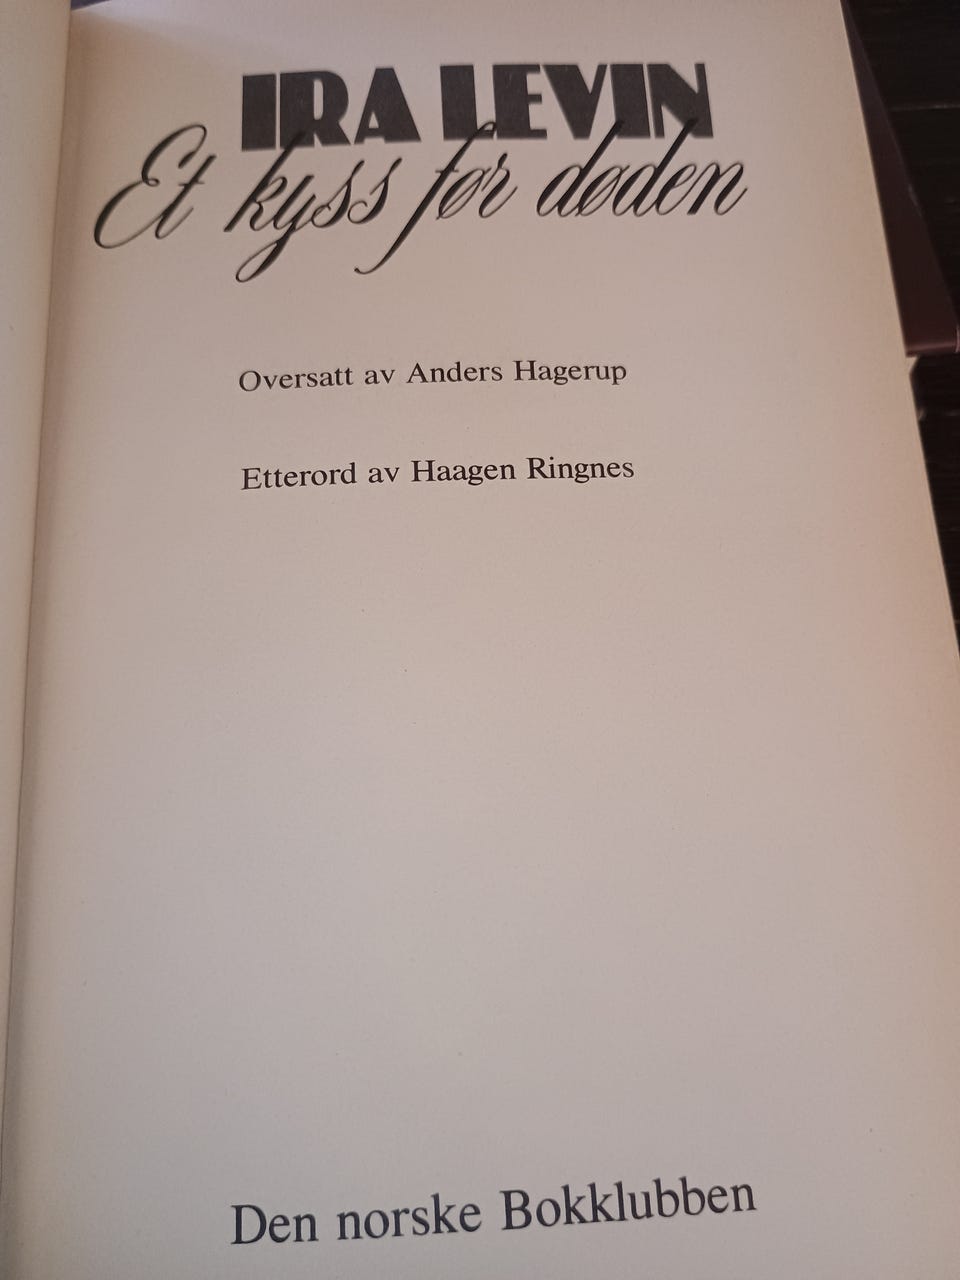 IRA LEVIN
Et kyss før døden
Oversatt av Anders Hagerup
Etterord av Haagen Ringnes
Den norske Bokklubben